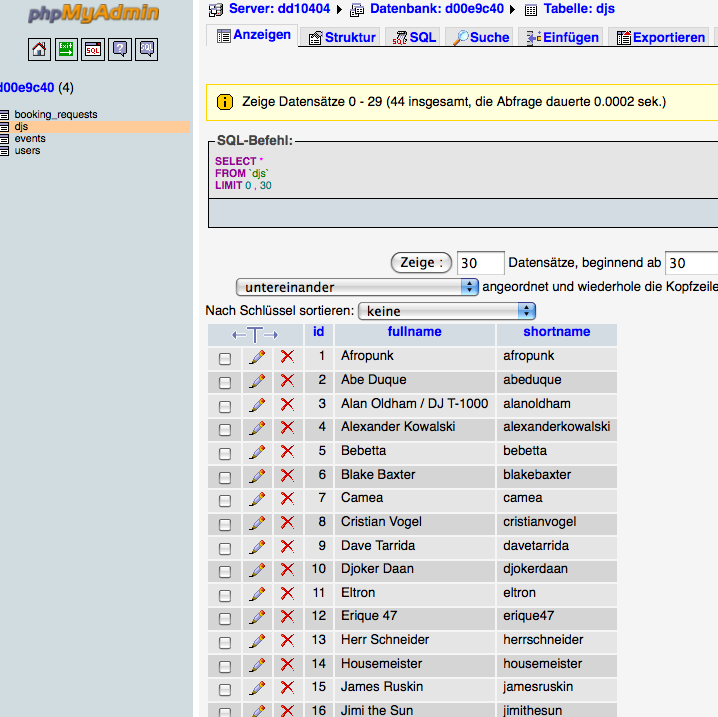 phpMyAdmin
Server: dd10404 Datenbank: d00e9c40 Tabelle: djs
Anzeigen Struktur SQL Suche Einfügen Exportieren
Exit SQL ? SQL
d00e9c40 (4)
booking_requests
djs
events
users
Zeige Datensätze 0 - 29 (44 insgesamt, die Abfrage dauerte 0.0002 sek.)
SQL-Befehl:
SELECT *
FROM `djs`
LIMIT 0 , 30
Zeige : 30 Datensätze, beginnend ab 30
untereinander angeordnet und wiederhole die Kopfzeile
Nach Schlüssel sortieren: keine
←T→ id fullname shortname
1 Afropunk afropunk
2 Abe Duque abeduque
3 Alan Oldham / DJ T-1000 alanoldham
4 Alexander Kowalski alexanderkowalski
5 Bebetta bebetta
6 Blake Baxter blakebaxter
7 Camea camea
8 Cristian Vogel cristianvogel
9 Dave Tarrida davetarrida
10 Djoker Daan djokerdaan
11 Eltron eltron
12 Erique 47 erique47
13 Herr Schneider herrschneider
14 Housemeister housemeister
15 James Ruskin jamesruskin
16 Jimi the Sun jimithesun